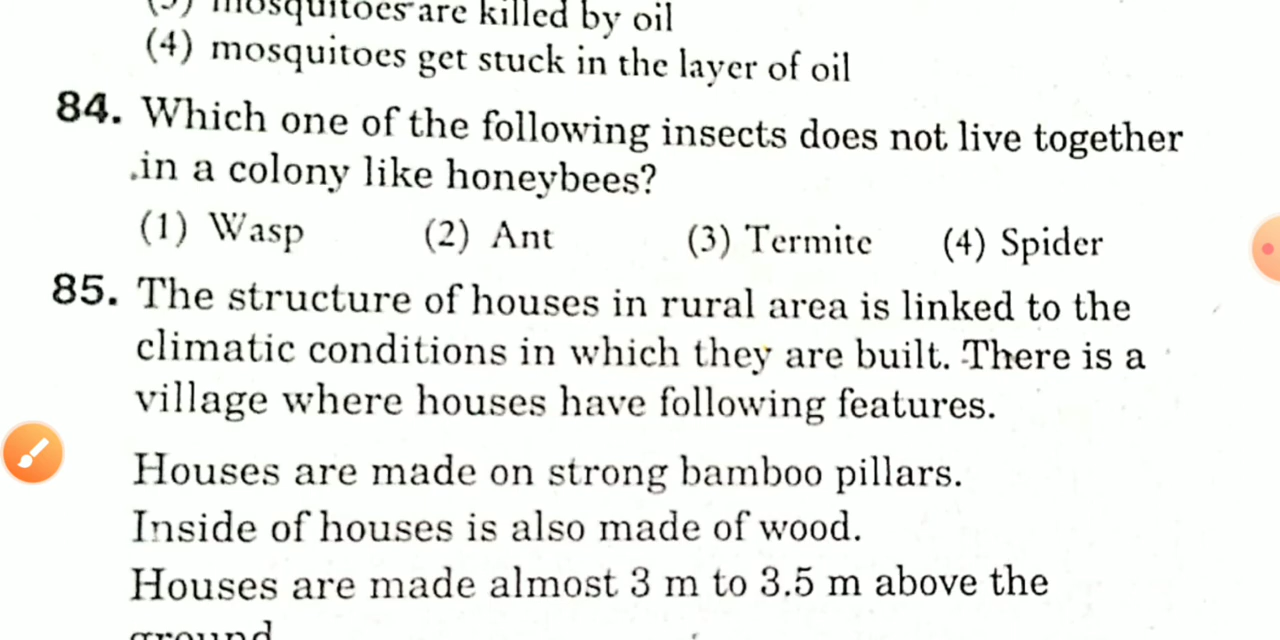 (3) mosquitoes are killed by oil
(4) mosquitoes get stuck in the layer of oil
84. Which one of the following insects does not live together
in a colony like honeybees?
(1) Wasp (2) Ant (3) Termite (4) Spider
85. The structure of houses in rural area is linked to the
climatic conditions in which they are built. There is a
village where houses have following features.
Houses are made on strong bamboo pillars.
Inside of houses is also made of wood.
Houses are made almost 3 m to 3.5 m above the
ground